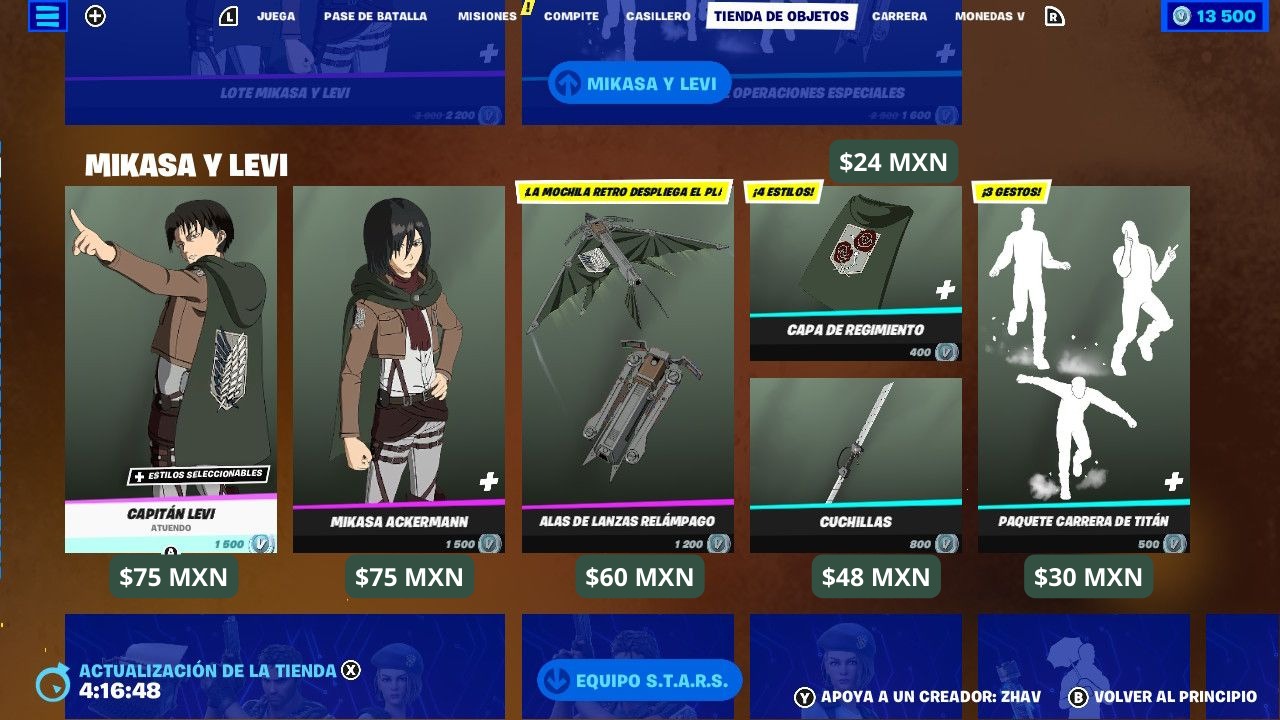 JUEGA
PASE DE BATALLA
MISIONES
COMPITE
CASILLERO
TIENDA DE OBJETOS
CARRERA
MONEDAS V
L
R
13 500
LOTE MIKASA Y LEVI
2 200
MIKASA Y LEVI
OPERACIONES ESPECIALES
1 600
MIKASA Y LEVI
$24 MXN
LA MOCHILA RETRO DESPLIEGA EL
¡4 ESTILOS!
¡3 GESTOS!
ESTILOS SELECCIONABLES
CAPITÁN LEVI
ATUENDO
1 500
A
MIKASA ACKERMANN
1 500
ALAS DE LANZAS RELÁMPAGO
1 200
CAPA DE REGIMIENTO
400
CUCHILLAS
800
PAQUETE CARRERA DE TITÁN
500
$75 MXN
$75 MXN
$60 MXN
$48 MXN
$30 MXN
ACTUALIZACIÓN DE LA TIENDA X
4:16:48
EQUIPO S.T.A.R.S.
Y APOYA A UN CREADOR: ZHAV
B VOLVER AL PRINCIPIO